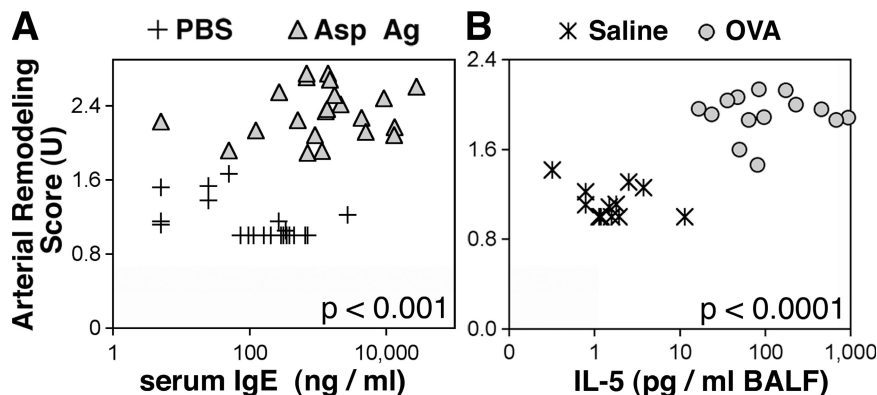 A PBS Asp Ag
Arterial Remodeling
Score (U)
2.4
1.6
0.8
0
1 100 10,000
serum IgE (ng / ml)
p < 0.001
B Saline OVA
2.4
1.6
0.8
0.0
0 1 10 100 1,000
IL-5 (pg / ml BALF)
p < 0.0001